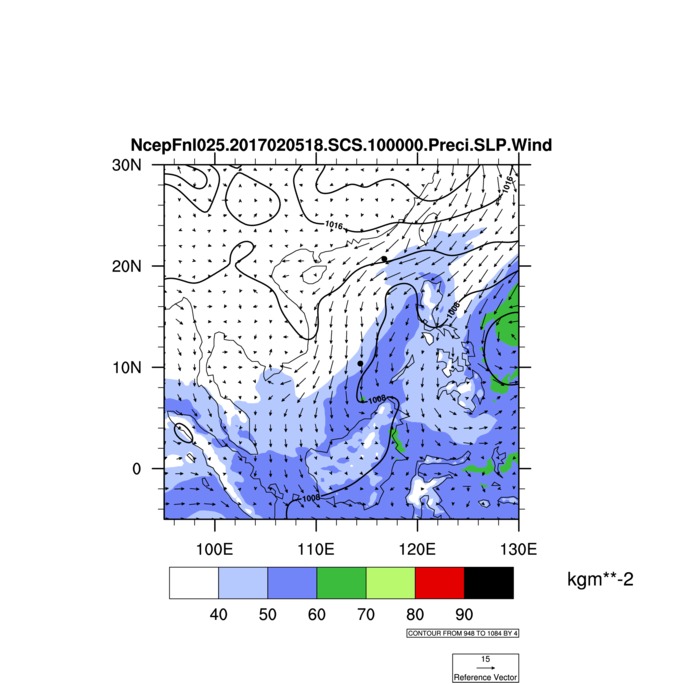 NcepFnl025.2017020518.SCS.100000.Preci.SLP.Wind
30N
1016
1016
20N
1008
10N
1008
0
1008
100E 110E 120E 130E
kgm**-2
40 50 60 70 80 90
CONTOUR FROM 948 TO 1084 BY 4
15
Reference Vector